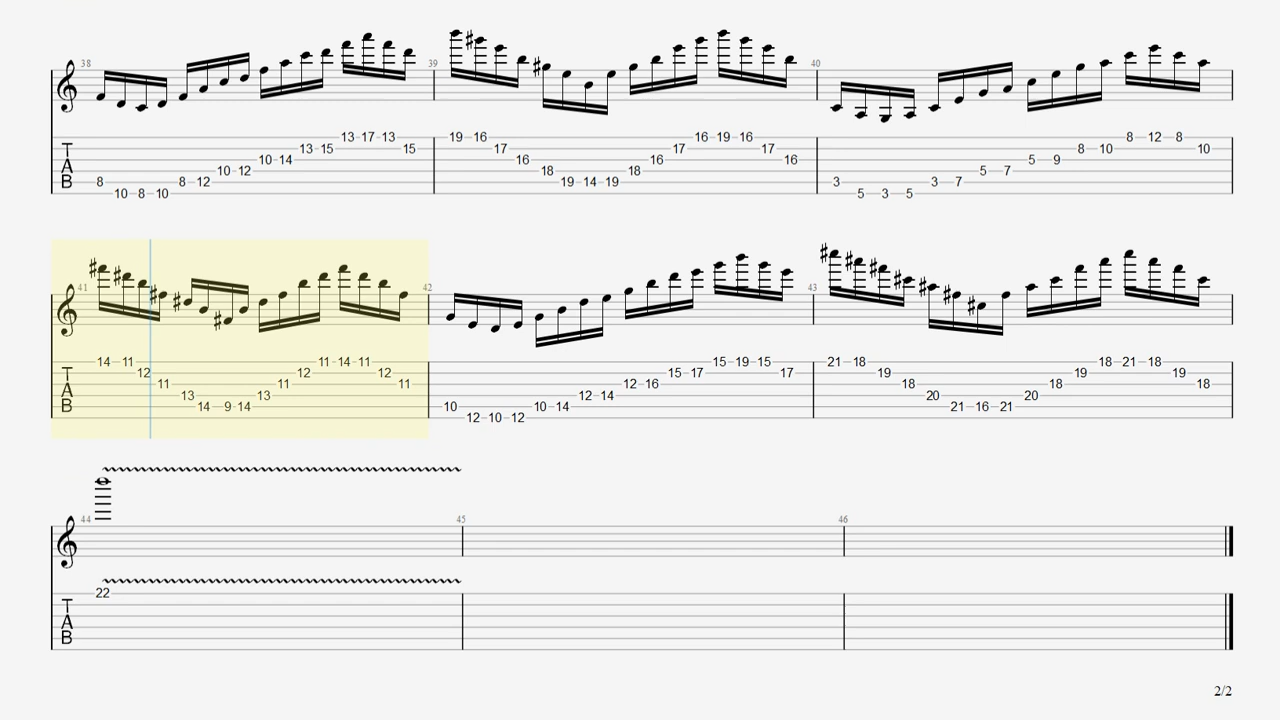 38 39 40
19 16 19 16
13 17 13 17 16 17 8 12 8
13 15 15 16 16 16 8 10 10
10 14 18 18 5 9
10 12 5 7
8 8 12 19 14 19 3 3 7
T
A
B
10 8 10 5 3 5
41 42 43
14 11 11 14 11 15 19 15 21 18 18 21 18
T 12 12 12 15 17 17 19 19 19
11 11 11 12 16 18 18 18
A 13 13 12 14 20 20
B 14 9 14 10 10 14 21 16 21
12 10 12
44 45 46
22
T
A
B
2/2